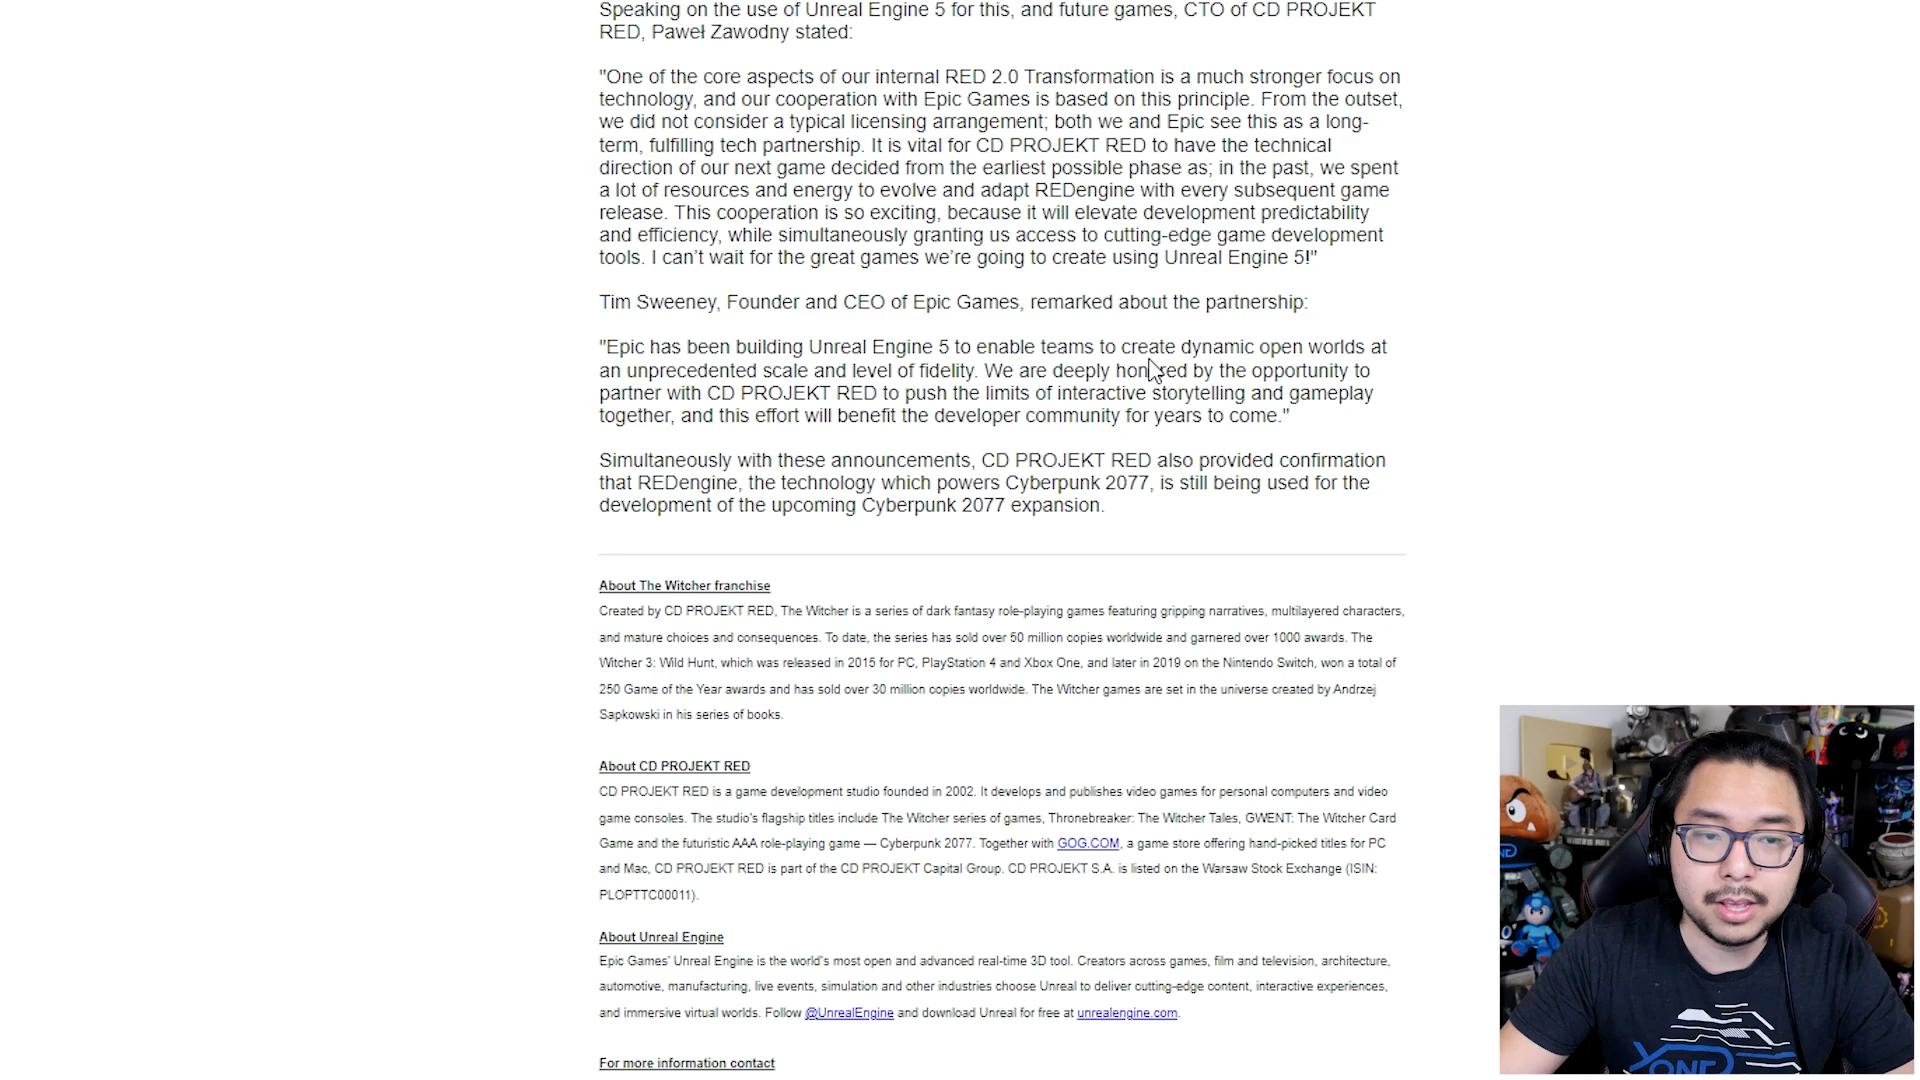 Speaking on the use of Unreal Engine 5 for this, and future games, CTO of CD PROJEKT
RED, Paweł Zawodny stated:
"One of the core aspects of our internal RED 2.0 Transformation is a much stronger focus on
technology, and our cooperation with Epic Games is based on this principle. From the outset,
we did not consider a typical licensing arrangement; both we and Epic see this as a long-
term, fulfilling tech partnership. It is vital for CD PROJEKT RED to have the technical
direction of our next game decided from the earliest possible phase as; in the past, we spent
a lot of resources and energy to evolve and adapt REDengine with every subsequent game
release. This cooperation is so exciting, because it will elevate development predictability
and efficiency, while simultaneously granting us access to cutting-edge game development
tools. I can't wait for the great games we're going to create using Unreal Engine 5!"
Tim Sweeney, Founder and CEO of Epic Games, remarked about the partnership:
"Epic has been building Unreal Engine 5 to enable teams to create dynamic open worlds at
an unprecedented scale and level of fidelity. We are deeply honored by the opportunity to
partner with CD PROJEKT RED to push the limits of interactive storytelling and gameplay
together, and this effort will benefit the developer community for years to come."
Simultaneously with these announcements, CD PROJEKT RED also provided confirmation
that REDengine, the technology which powers Cyberpunk 2077, is still being used for the
development of the upcoming Cyberpunk 2077 expansion.
About The Witcher franchise
Created by CD PROJEKT RED, The Witcher is a series of dark fantasy role-playing games featuring gripping narratives, multilayered characters,
and mature choices and consequences. To date, the series has sold over 50 million copies worldwide and garnered over 1000 awards. The
Witcher 3: Wild Hunt, which was released in 2015 for PC, PlayStation 4 and Xbox One, and later in 2019 on the Nintendo Switch, won a total of
250 Game of the Year awards and has sold over 30 million copies worldwide. The Witcher games are set in the universe created by Andrzej
Sapkowski in his series of books.
About CD PROJEKT RED
CD PROJEKT RED is a game development studio founded in 2002. It develops and publishes video games for personal computers and video
game consoles. The studio's flagship titles include The Witcher series of games, Thronebreaker: The Witcher Tales, GWENT: The Witcher Card
Game and the futuristic AAA role-playing game — Cyberpunk 2077. Together with GOG.COM, a game store offering hand-picked titles for PC
and Mac, CD PROJEKT RED is part of the CD PROJEKT Capital Group. CD PROJEKT S.A. is listed on the Warsaw Stock Exchange (ISIN:
PLOPTTC00011).
About Unreal Engine
Epic Games' Unreal Engine is the world's most open and advanced real-time 3D tool. Creators across games, film and television, architecture,
automotive, manufacturing, live events, simulation and other industries choose Unreal to deliver cutting-edge content, interactive experiences,
and immersive virtual worlds. Follow @UnrealEngine and download Unreal for free at unrealengine.com.
For more information contact